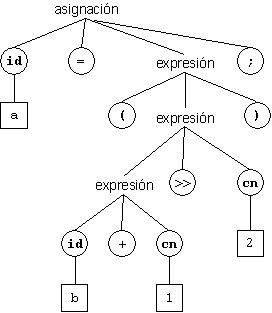 asignación
id = expresión ;
a ( expresión )
expresión >> cn
id + cn 2
b 1